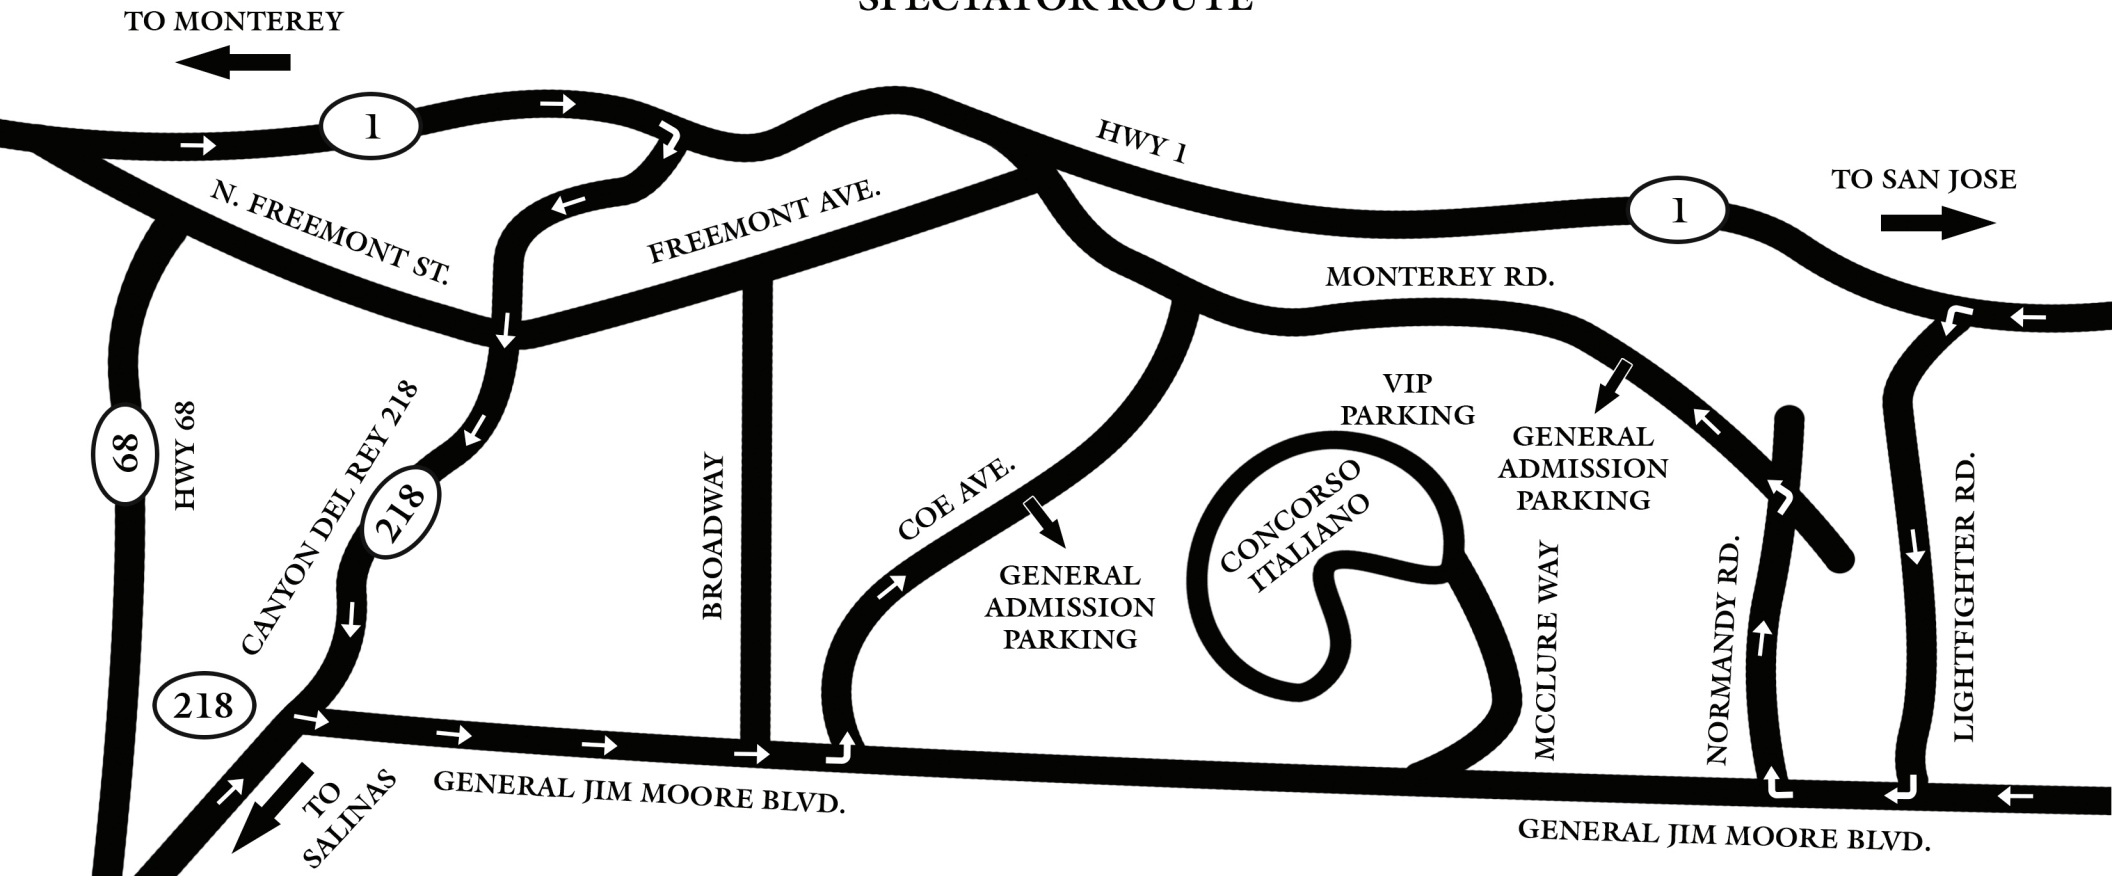 SPECTATOR ROUTE
TO MONTEREY
1
HWY 1
1
TO SAN JOSE
N. FREEMONT ST.
FREEMONT AVE.
MONTEREY RD.
68
HWY 68
CANYON DEL REY 218
218
BROADWAY
COE AVE.
GENERAL
ADMISSION
PARKING
VIP
PARKING
CONCORSO
ITALIANO
GENERAL
ADMISSION
PARKING
MCCLURE WAY
NORMANDY RD.
LIGHTFIGHTER RD.
218
TO
SALINAS
GENERAL JIM MOORE BLVD.
GENERAL JIM MOORE BLVD.